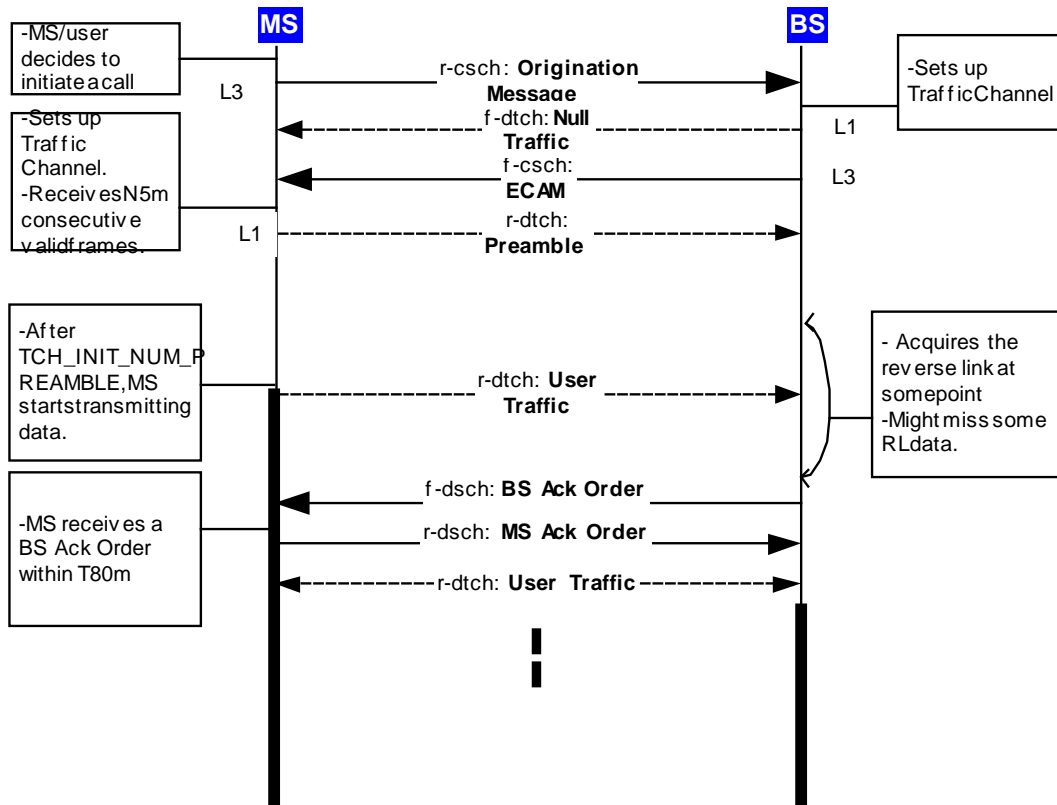 MS
BS
-MS/user
decides to
initiate a call
L3
r-csch: Origination
Message
-Sets up
Traffic Channel
-Sets up
Traffic
Channel.
-Receives N5m
consecutive
valid frames.
f-dtch: Null
Traffic
L1
f-csch:
ECAM
L3
L1
r-dtch:
Preamble
-After
TCH_INIT_NUM_P
REAMBLE,MS
starts transmitting
data.
r-dtch: User
Traffic
- Acquires the
reverse link at
some point
-Might miss some
RL data.
-MS receives a
BS Ack Order
within T80m
f-dsch: BS Ack Order
r-dsch: MS Ack Order
r-dtch: User Traffic